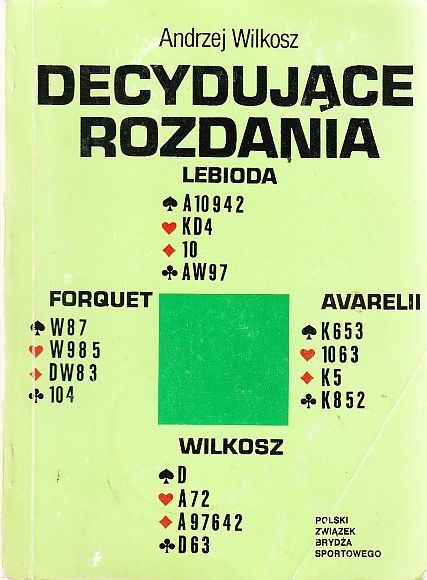 Andrzej Wilkosz
DECYDUJĄCE
ROZDANIA
LEBIODA
♠ A10942
♥ KD4
♦ 10
♣ AW97
FORQUET
♠ W87
♥ W985
♦ DW83
♣ 104
AVARELII
♠ K653
♥ 1063
♦ K5
♣ K852
WILKOSZ
♠ D
♥ A72
♦ A97642
♣ D63
POLSKI
ZWIĄZEK
BRYDŻA
SPORTOWEGO